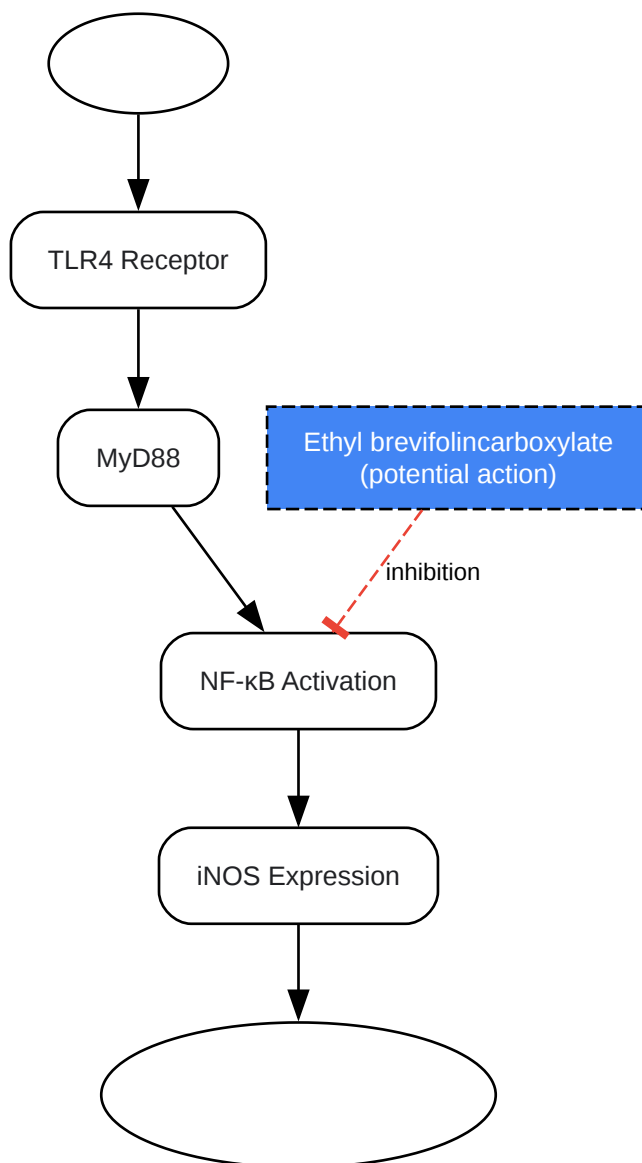 TLR4 Receptor
MyD88
Ethyl brevifolincarboxylate
(potential action)
inhibition
NF-κB Activation
iNOS Expression